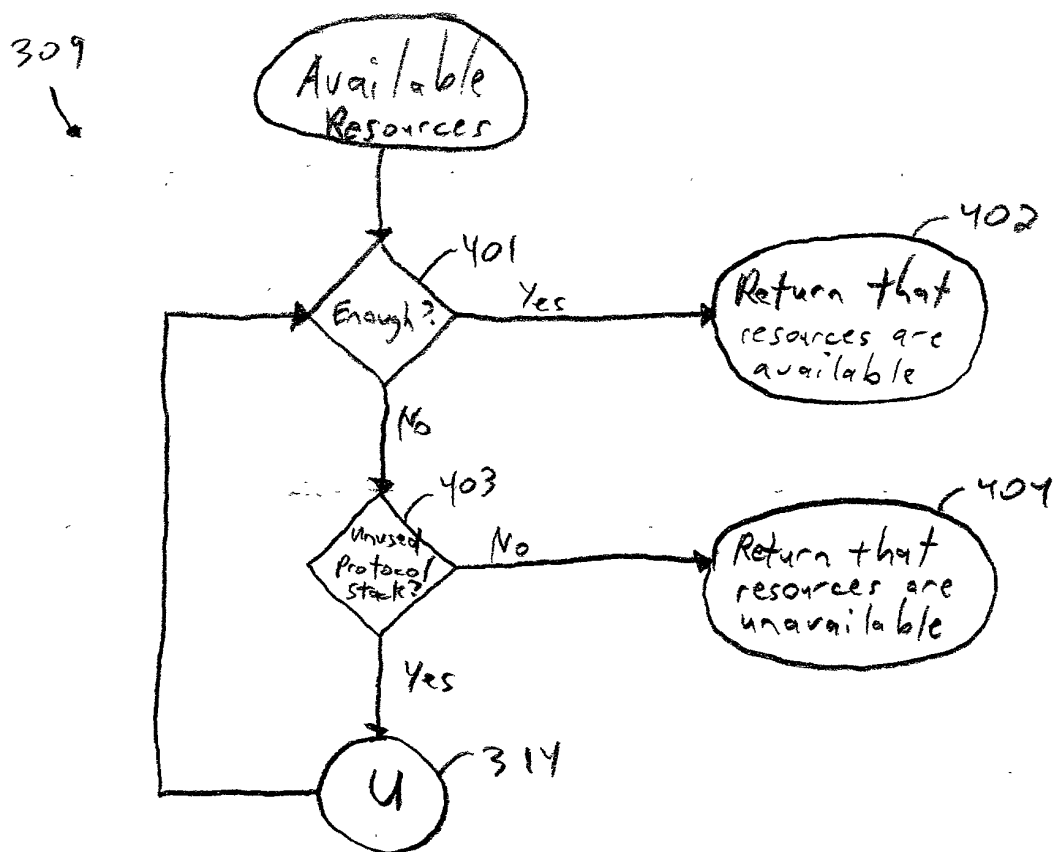 309
Available
Resources
401
Enough?
Yes
402
Return that
resources are
available
No
403
Unused
Protocol
stack?
No
404
Return that
resources are
unavailable
Yes
U
314